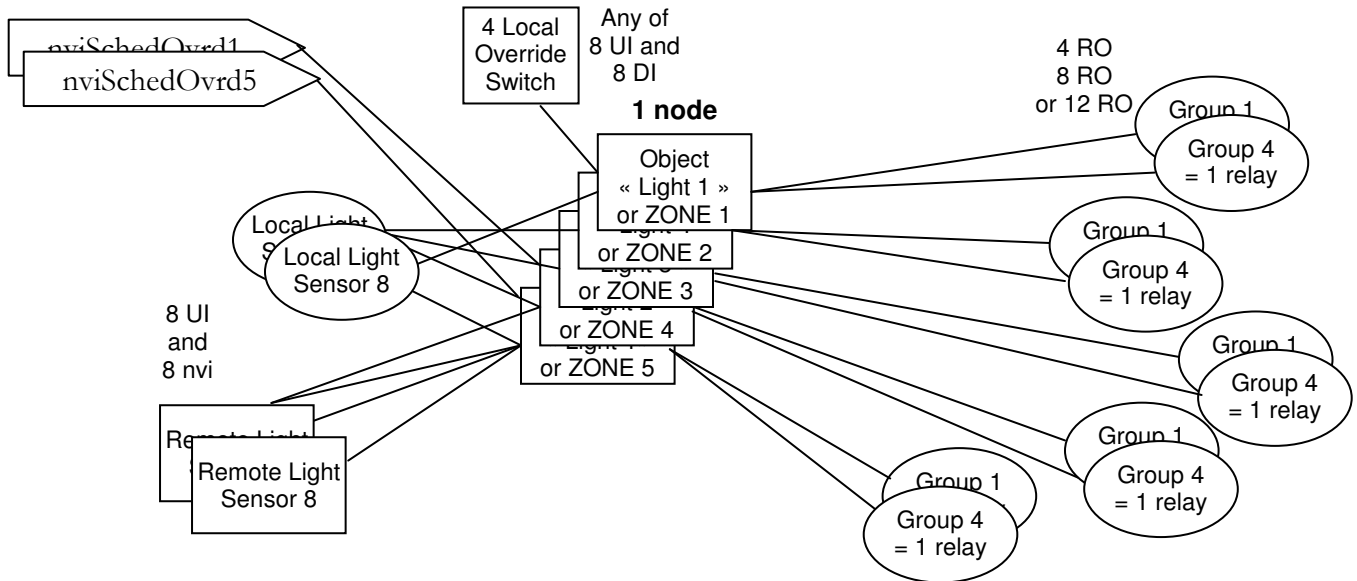 nviSchedOvrd1
nviSchedOvrd5
4 Local
Override
Switch
Any of
8 UI and
8 DI
1 node
4 RO
8 RO
or 12 RO
Object
« Light 1 »
or ZONE 1
or ZONE 2
or ZONE 3
or ZONE 4
or ZONE 5
Local Light
Local Light
Sensor 8
8 UI
and
8 nvi
Remote Light
Remote Light
Sensor 8
Group 1
Group 4
= 1 relay
Group 1
Group 4
= 1 relay
Group 1
Group 4
= 1 relay
Group 1
Group 4
= 1 relay
Group 1
Group 4
= 1 relay